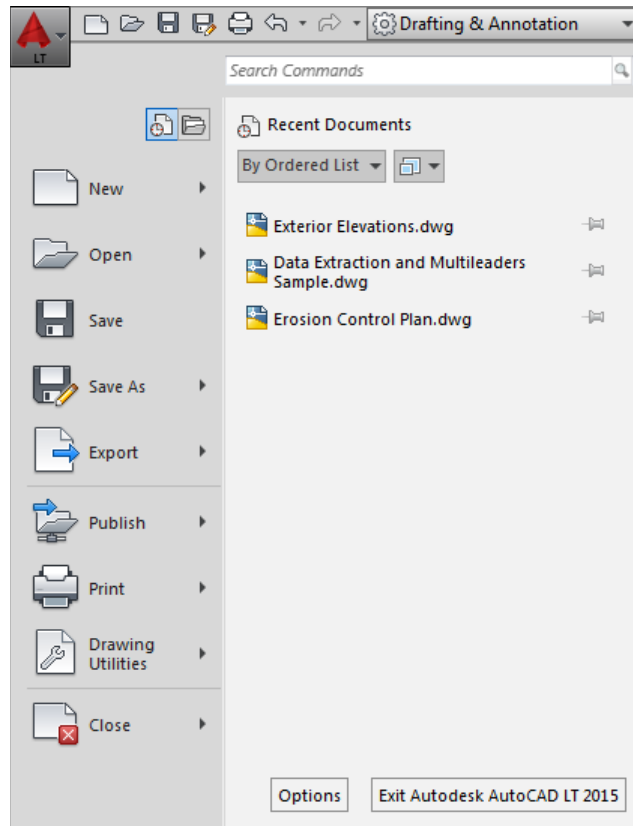 Drafting & Annotation
LT
Search Commands
Recent Documents
By Ordered List
New
Exterior Elevations.dwg
Open
Data Extraction and Multileaders
Sample.dwg
Save
Erosion Control Plan.dwg
Save As
Export
Publish
Print
Drawing
Utilities
Close
Options
Exit Autodesk AutoCAD LT 2015